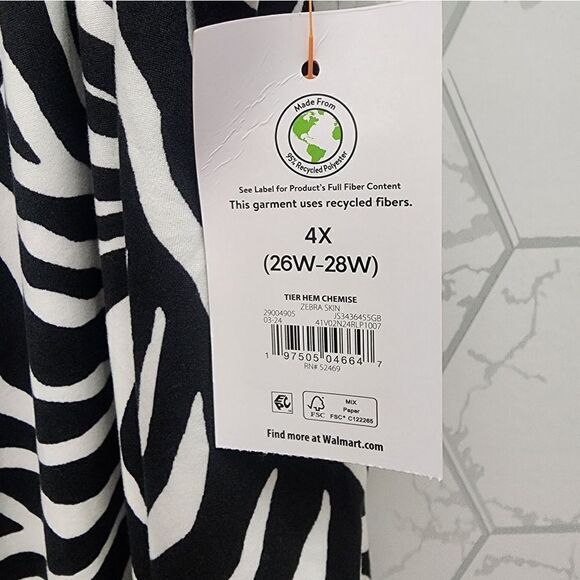 Made From
95% Recycled Polyester
See Label for Product's Full Fiber Content
This garment uses recycled fibers.
4X
(26W-28W)
TIER HEM CHEMISE
ZEBRA SKIN
29004905 JS3436455GB
03-24 41V02N24RLP1007
1 97505 04664 7
RN# 52469
FSC
MIX
Paper
FSC® C122265
Find more at Walmart.com